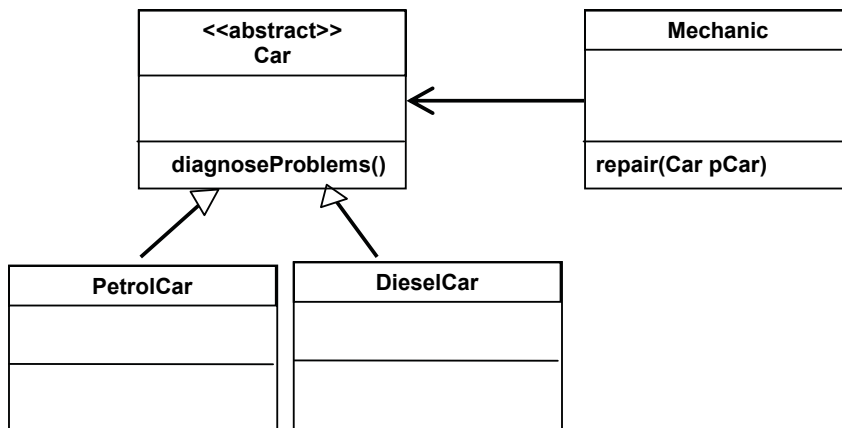 <<abstract>>
Car
Mechanic
diagnoseProblems()
repair(Car pCar)
PetrolCar
DieselCar